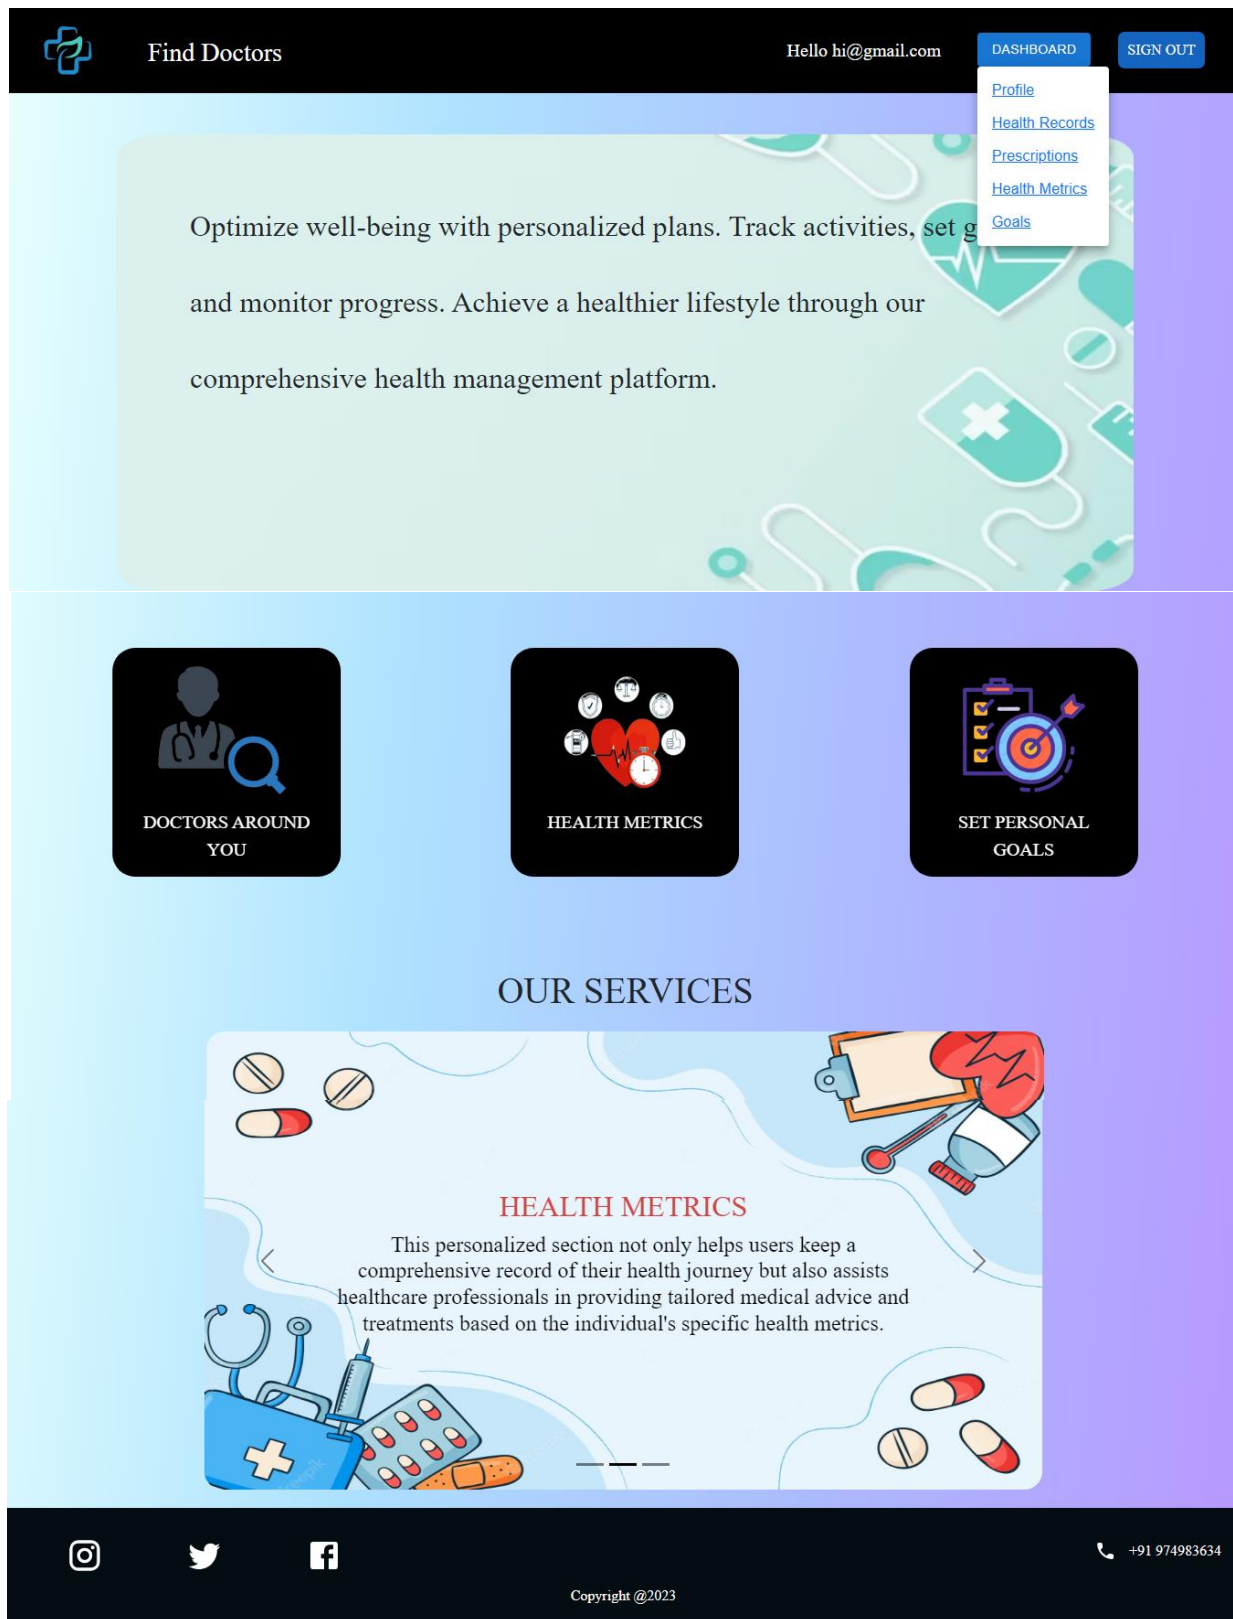 Find Doctors
Hello hi@gmail.com
DASHBOARD
SIGN OUT
Profile
Health Records
Prescriptions
Health Metrics
Goals
Optimize well-being with personalized plans. Track activities, set g
and monitor progress. Achieve a healthier lifestyle through our
comprehensive health management platform.
DOCTORS AROUND
YOU
HEALTH METRICS
SET PERSONAL
GOALS
OUR SERVICES
HEALTH METRICS
This personalized section not only helps users keep a
comprehensive record of their health journey but also assists
healthcare professionals in providing tailored medical advice and
treatments based on the individual's specific health metrics.
+91 974983634
Copyright @2023